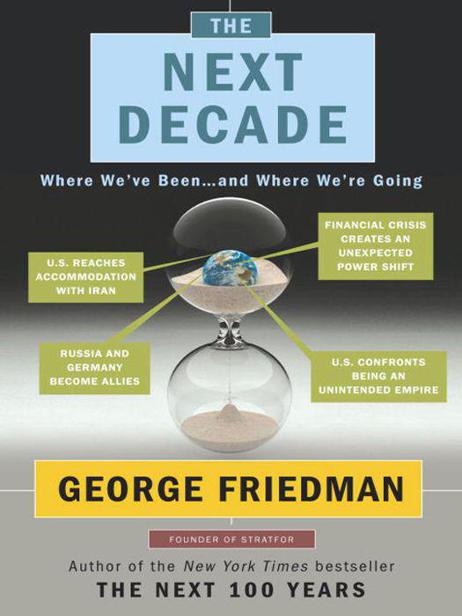 THE
NEXT
DECADE
Where We've Been...and Where We're Going
FINANCIAL CRISIS
CREATES AN
UNEXPECTED
POWER SHIFT
U.S. REACHES
ACCOMMODATION
WITH IRAN
RUSSIA AND
GERMANY
BECOME ALLIES
U.S. CONFRONTS
BEING AN
UNINTENDED EMPIRE
GEORGE FRIEDMAN
FOUNDER OF STRATFOR
Author of the New York Times bestseller
THE NEXT 100 YEARS